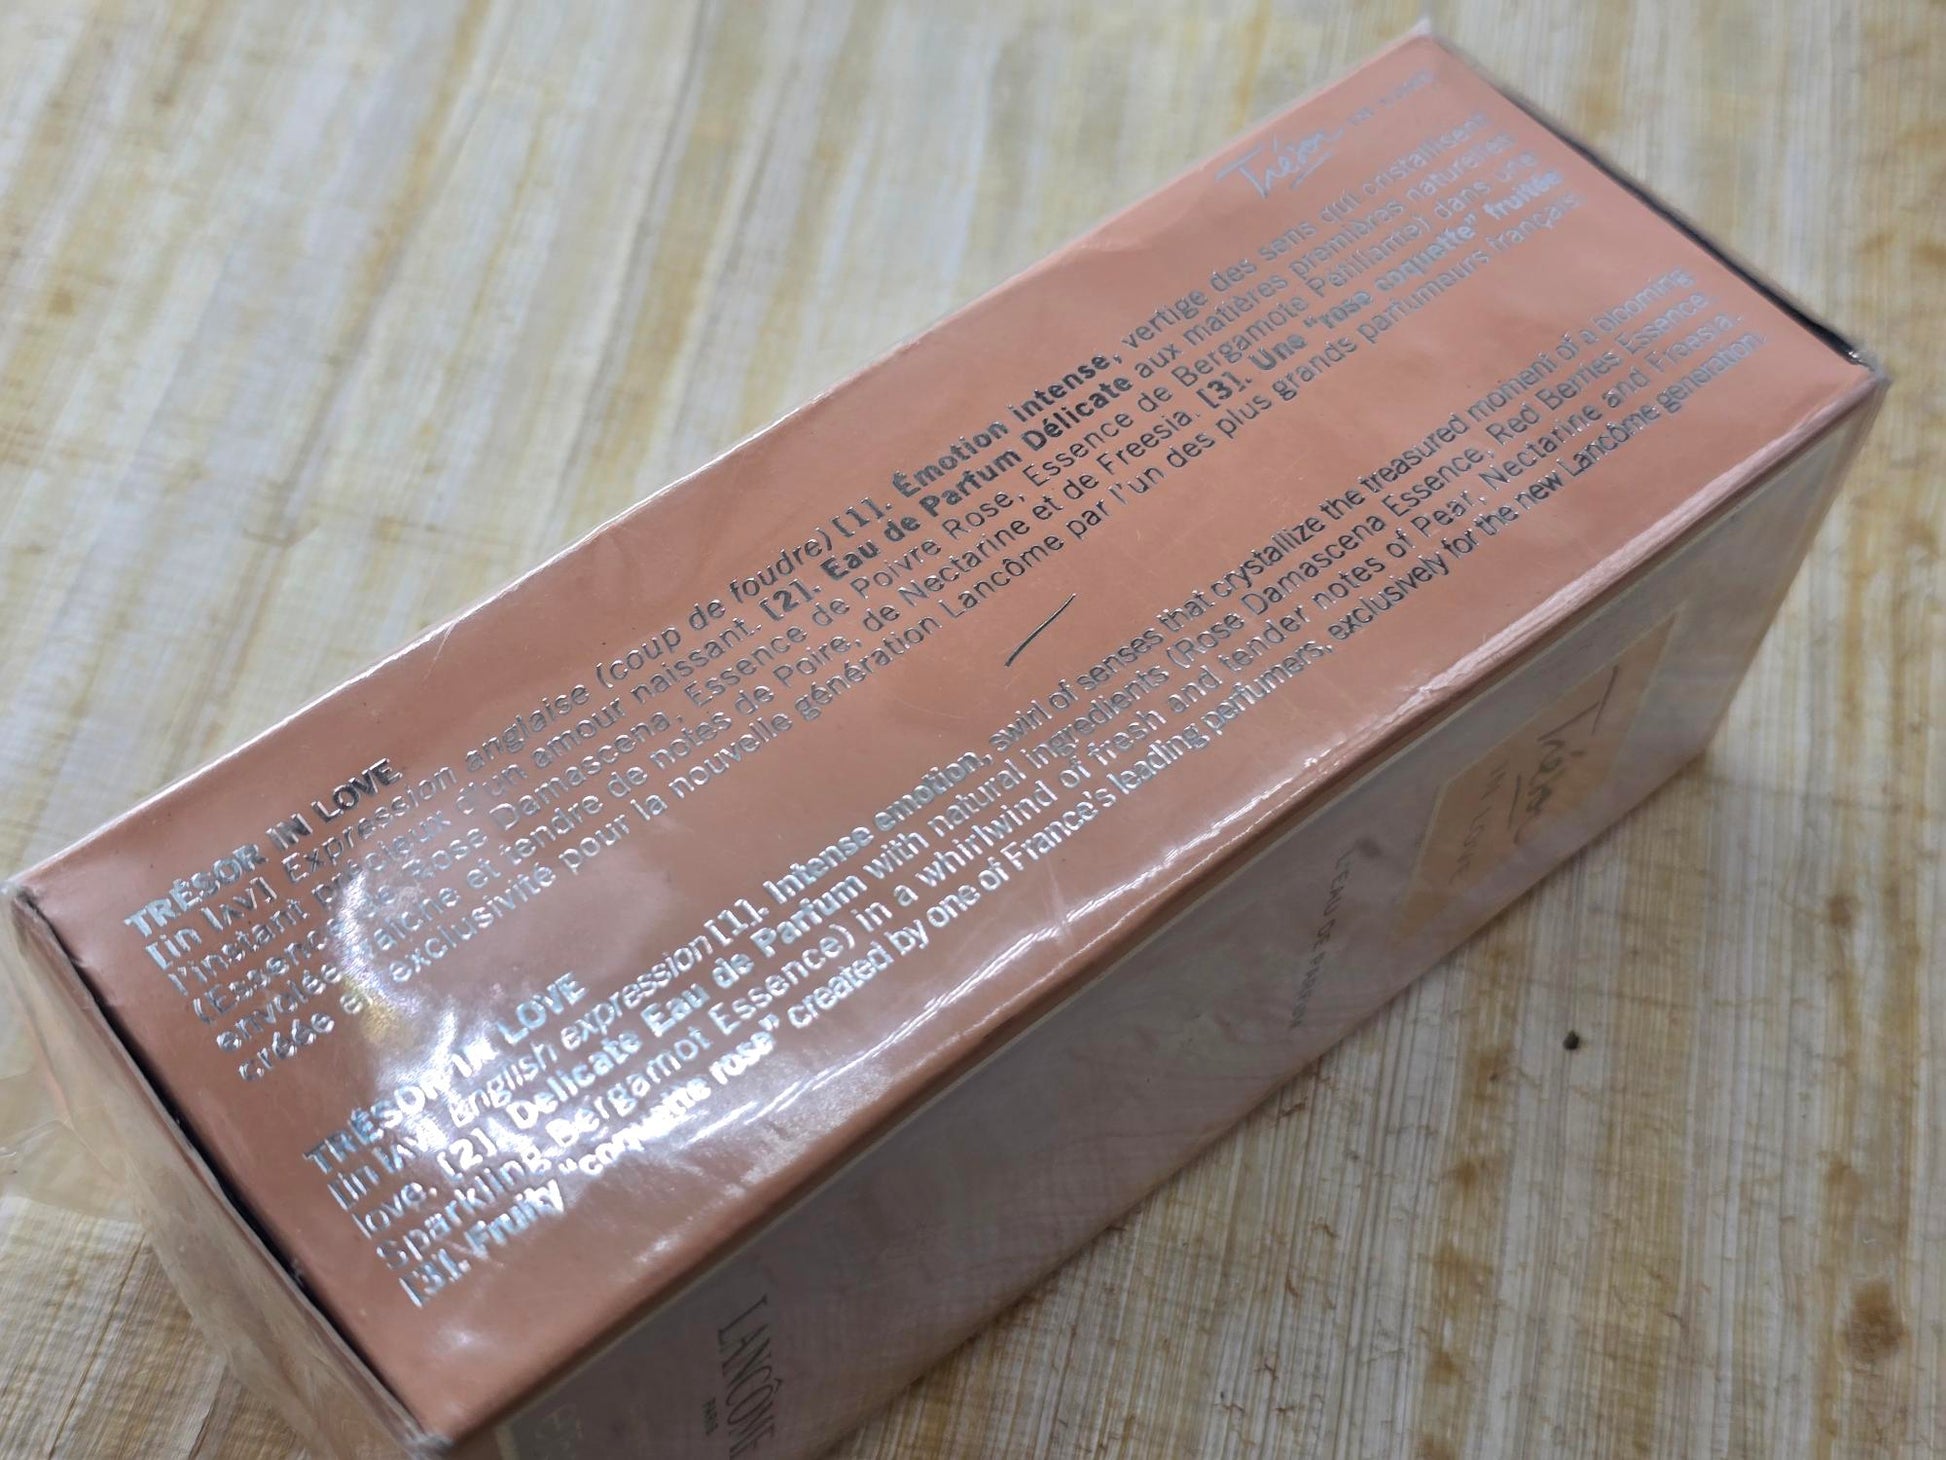 Trésor IN LOVE
TRÉSOR IN LOVE
[in lʌv] Expression anglaise (coup de foudre) [1]. Émotion intense, vertige des sens qui cristallisent
l'instant précieux d'un amour naissant. [2]. Eau de Parfum Délicate aux matières premières naturelles
(Essence de Rose Damascena, Essence de Poivre Rose, Essence de Bergamote Pétillante) dans une
envolée fraîche et tendre de notes de Poire, de Nectarine et de Freesia. [3]. Une "rose coquette" fruitée
créée en exclusivité pour la nouvelle génération Lancôme par l'un des plus grands parfumeurs français.
TRÉSOR IN LOVE
[in lʌv] English expression [1]. Intense emotion, swirl of senses that crystallize the treasured moment of a blooming
love. [2]. Delicate Eau de Parfum with natural ingredients (Rose Damascena Essence, Red Berries Essence,
Sparkling Bergamot Essence) in a whirlwind of fresh and tender notes of Pear, Nectarine and Freesia.
[3]. Fruity "coquette rose" created by one of France's leading perfumers, exclusively for the new Lancôme generation.
Trésor
IN LOVE
L'EAU DE PARFUM
LANCÔME
PARIS